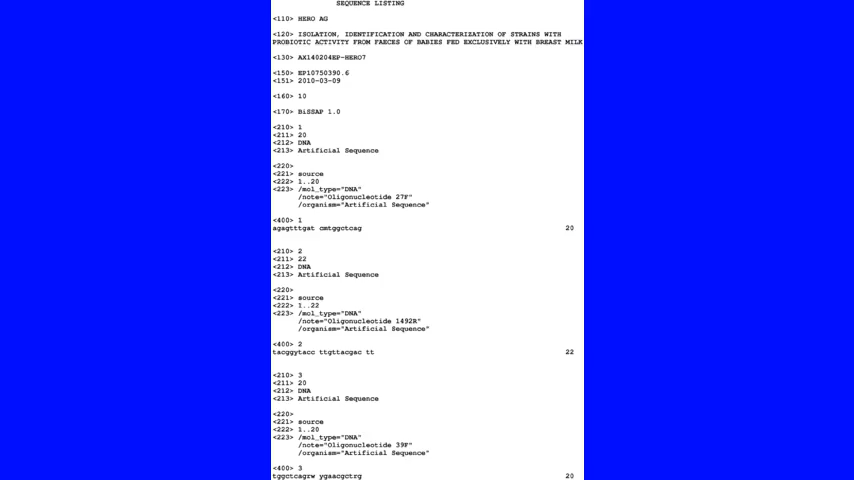 SEQUENCE LISTING
<110> HERO AG
<120> ISOLATION, IDENTIFICATION AND CHARACTERIZATION OF STRAINS WITH
PROBIOTIC ACTIVITY FROM FAECES OF BABIES FED EXCLUSIVELY WITH BREAST MILK
<130> AX140204EP-HERO7
<150> EP10750390.6
<151> 2010-03-09
<160> 10
<170> BiSSAP 1.0
<210> 1
<211> 20
<212> DNA
<213> Artificial Sequence
<220>
<221> source
<222> 1..20
<223> /mol_type="DNA"
/note="Oligonucleotide 27F"
/organism="Artificial Sequence"
<400> 1
agagtttgat cmtggctcag 20
<210> 2
<211> 22
<212> DNA
<213> Artificial Sequence
<220>
<221> source
<222> 1..22
<223> /mol_type="DNA"
/note="Oligonucleotide 1492R"
/organism="Artificial Sequence"
<400> 2
tacggytacc ttgttacgac tt 22
<210> 3
<211> 20
<212> DNA
<213> Artificial Sequence
<220>
<221> source
<222> 1..20
<223> /mol_type="DNA"
/note="Oligonucleotide 39F"
/organism="Artificial Sequence"
<400> 3
tggctcagrw ygaacgctrg 20